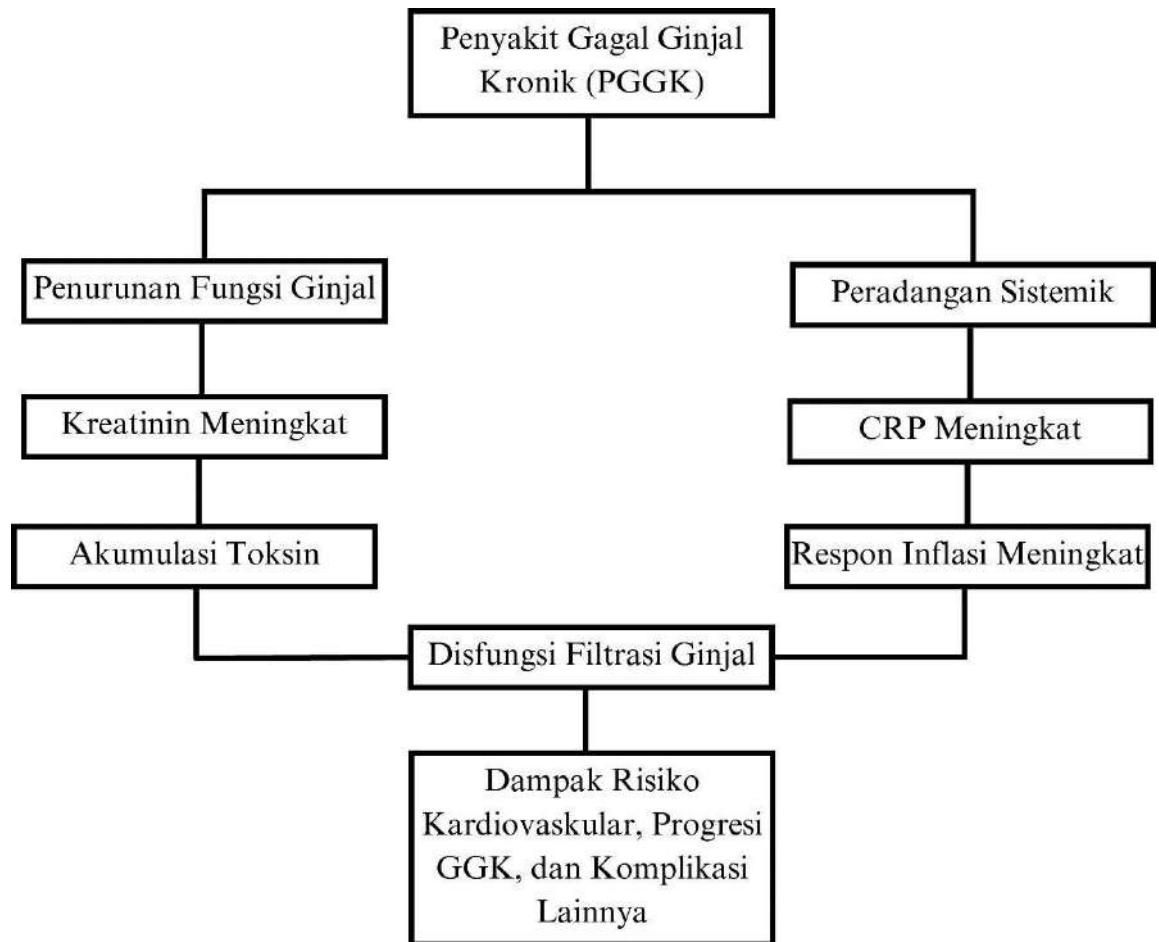 Penyakit Gagal Ginjal
Kronik (PGGK)
Penurunan Fungsi Ginjal
Peradangan Sistemik
Kreatinin Meningkat
CRP Meningkat
Akumulasi Toksin
Respon Inflasi Meningkat
Disfungsi Filtrasi Ginjal
Dampak Risiko
Kardiovaskular, Progresi
GGK, dan Komplikasi
Lainnya